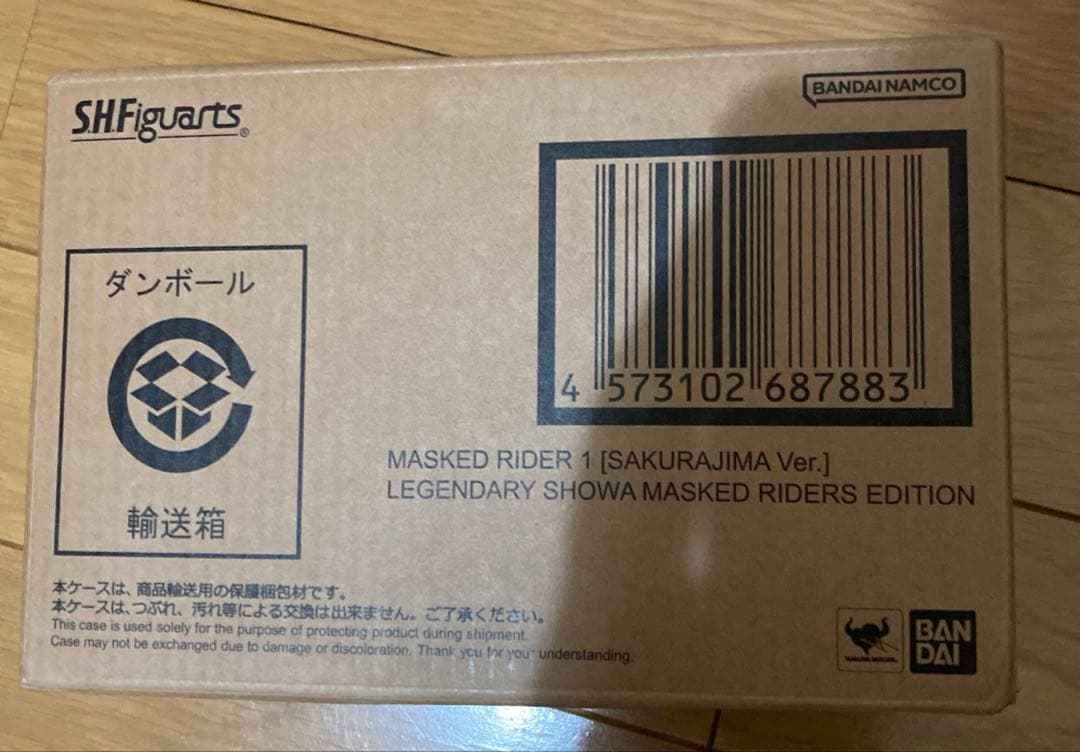 S.H.Figuarts®
BANDAI NAMCO
4 573102 687883
ダンボール
輸送箱
MASKED RIDER 1 [SAKURAJIMA Ver.]
LEGENDARY SHOWA MASKED RIDERS EDITION
本ケースは、商品輸送用の保護梱包材です。
本ケースは、つぶれ、汚れ等による交換は出来ません。ご了承ください。
This case is used solely for the purpose of protecting product during shipment.
Case may not be exchanged due to damage or discoloration. Thank you for your understanding.
BAN
DAI